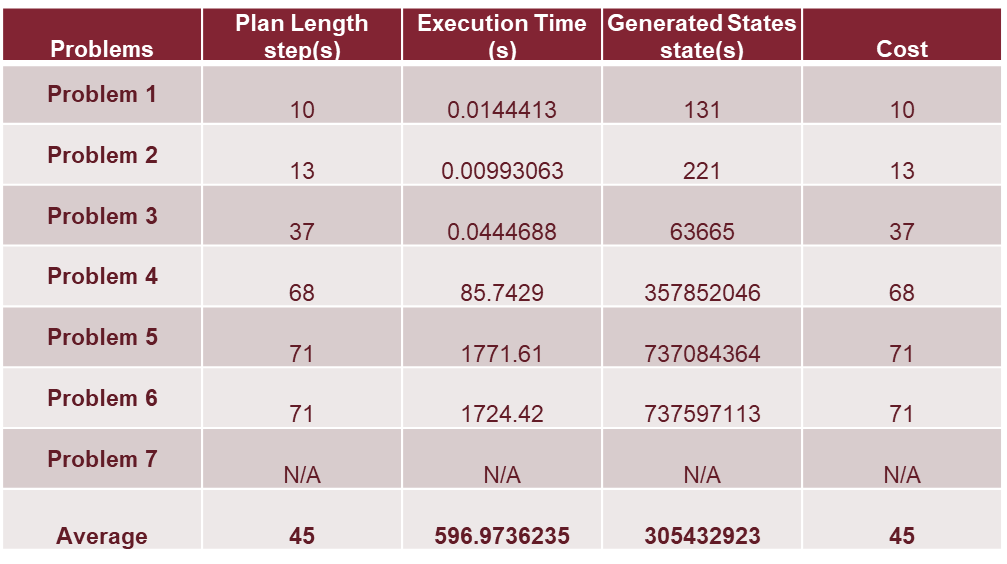 Problems Plan Length step(s) Execution Time (s) Generated States state(s) Cost
Problem 1 10 0.0144413 131 10
Problem 2 13 0.00993063 221 13
Problem 3 37 0.0444688 63665 37
Problem 4 68 85.7429 357852046 68
Problem 5 71 1771.61 737084364 71
Problem 6 71 1724.42 737597113 71
Problem 7 N/A N/A N/A N/A
Average 45 596.9736235 305432923 45